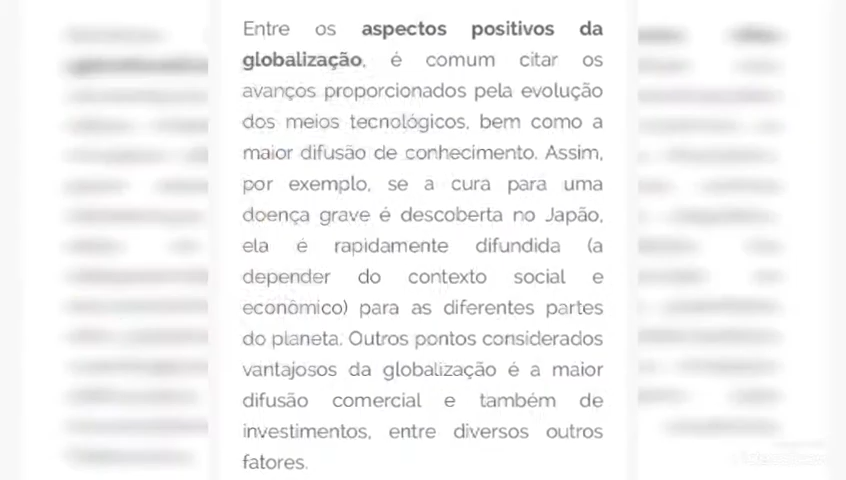 Entre os aspectos positivos da
globalização, é comum citar os
avanços proporcionados pela evolução
dos meios tecnológicos, bem como a
maior difusão de conhecimento. Assim,
por exemplo, se a cura para uma
doença grave é descoberta no Japão,
ela é rapidamente difundida (a
depender do contexto social e
econômico) para as diferentes partes
do planeta. Outros pontos considerados
vantajosos da globalização é a maior
difusão comercial e também de
investimentos, entre diversos outros
fatores.